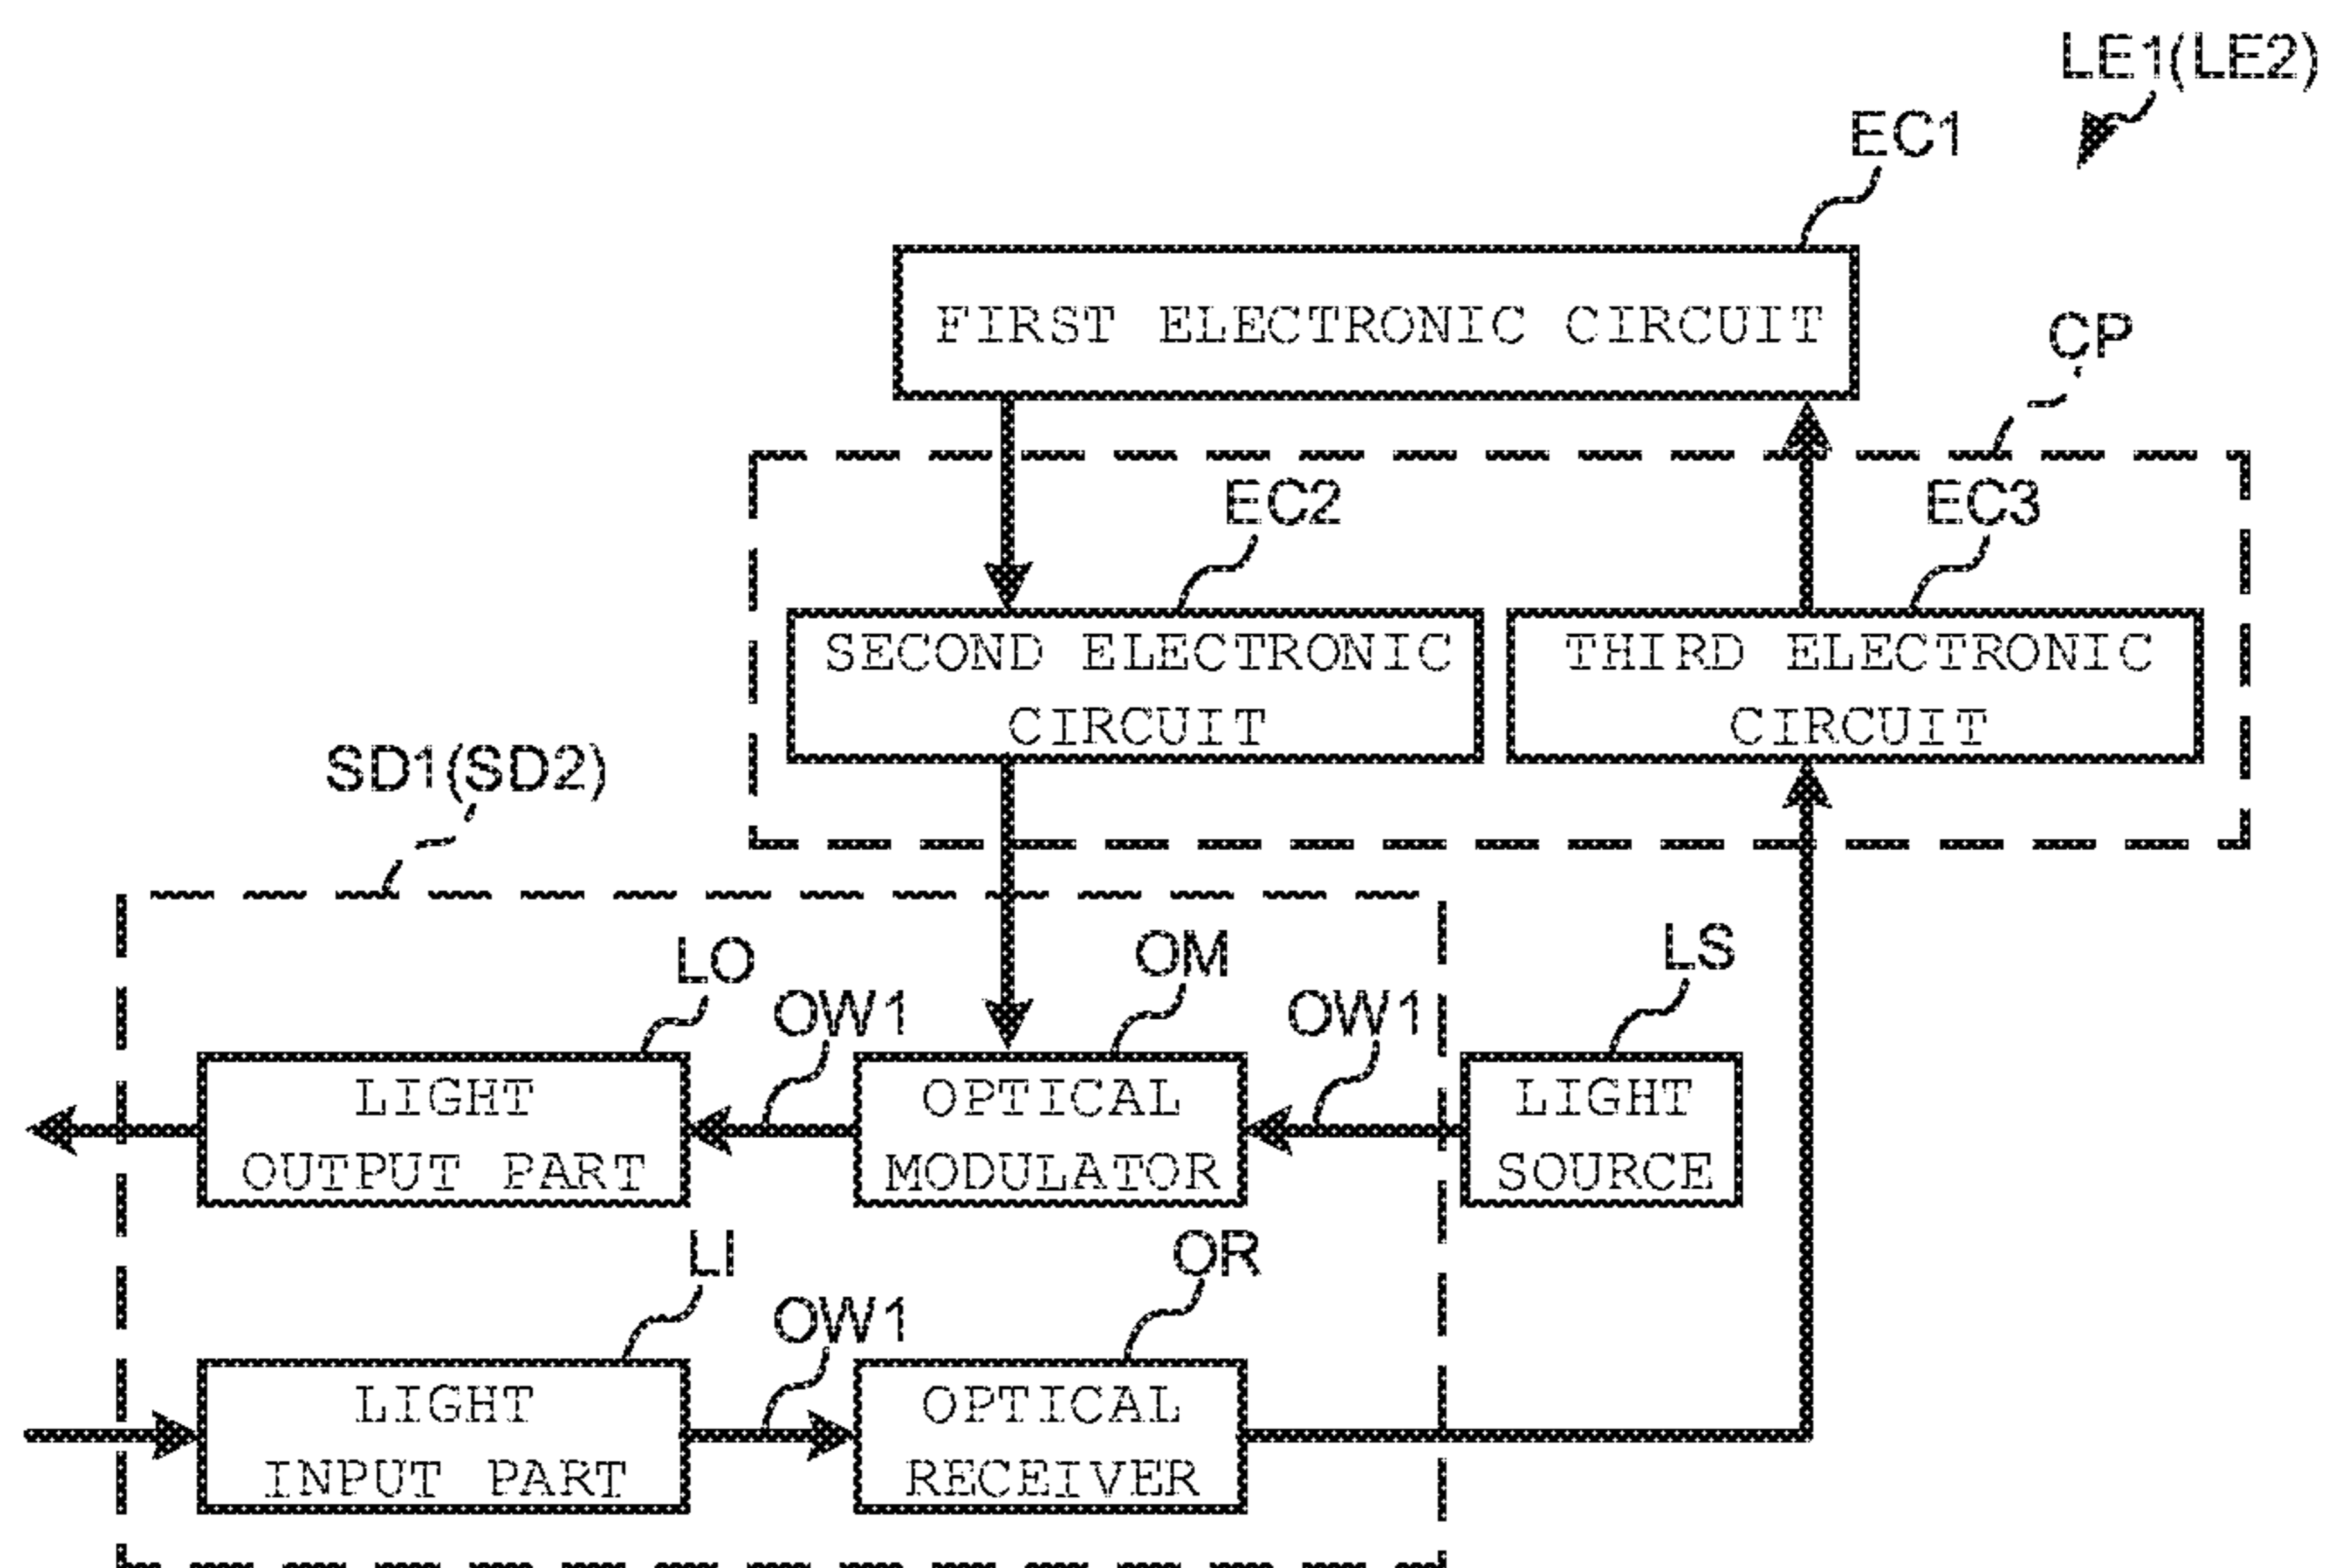 LE1(LE2)
EC1
FIRST ELECTRONIC CIRCUIT
CP
EC2
EC3
SECOND ELECTRONIC
CIRCUIT
THIRD ELECTRONIC
CIRCUIT
SD1(SD2)
LO
OW1
OM
OW1
LS
LIGHT
OUTPUT PART
OPTICAL
MODULATOR
LIGHT
SOURCE
LI
OW1
OR
LIGHT
INPUT PART
OPTICAL
RECEIVER